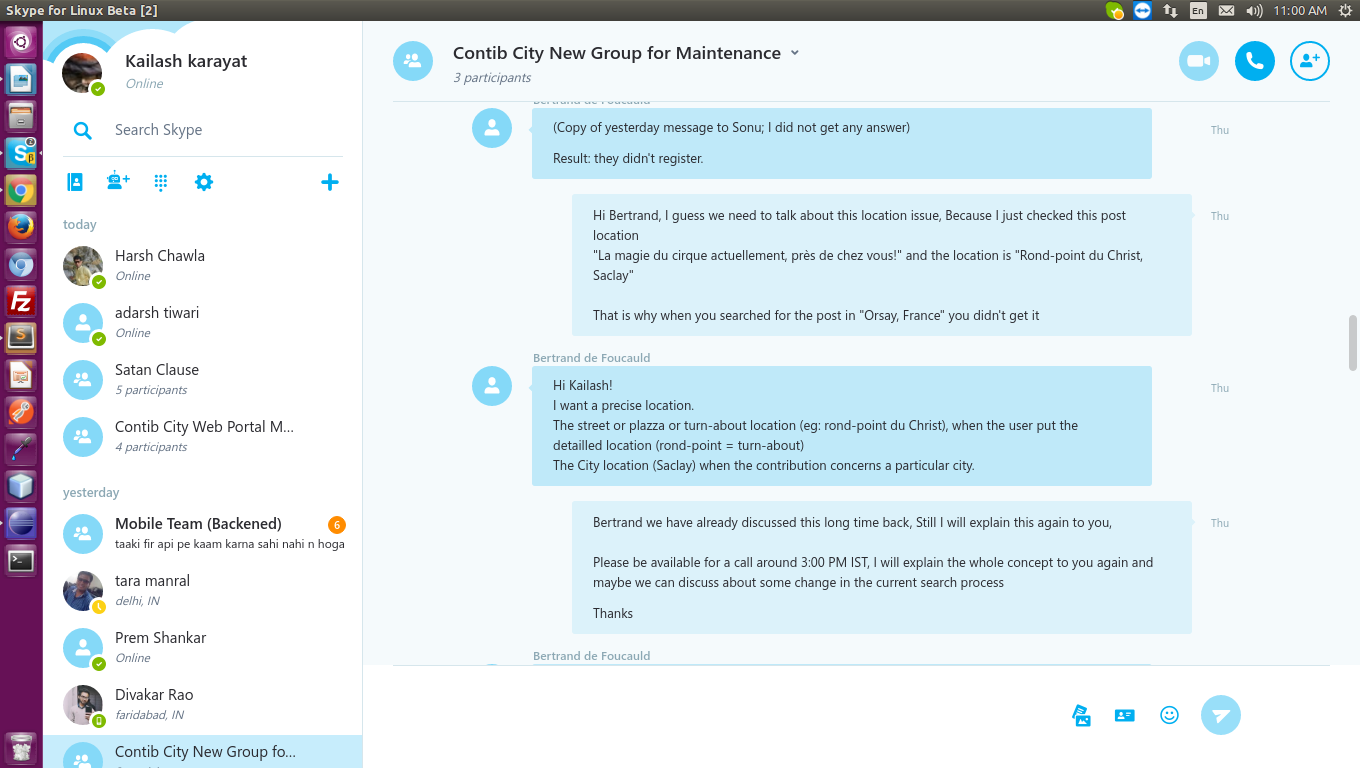 Skype for Linux Beta [2]
En
11:00 AM
Kailash karayat
Online
Search Skype
today
Harsh Chawla
Online
adarsh tiwari
Online
Satan Clause
5 participants
Contib City Web Portal M...
4 participants
yesterday
Mobile Team (Backened)
6
taaki fir api pe kaam karna sahi nahi n hoga
tara manral
delhi, IN
Prem Shankar
Online
Divakar Rao
faridabad, IN
Contib City New Group fo...
Contib City New Group for Maintenance
3 participants
Bertrand de Foucauld
(Copy of yesterday message to Sonu; I did not get any answer)
Thu
Result: they didn't register.
Hi Bertrand, I guess we need to talk about this location issue, Because I just checked this post
Thu
location
"La magie du cirque actuellement, près de chez vous!" and the location is "Rond-point du Christ,
Saclay"
That is why when you searched for the post in "Orsay, France" you didn't get it
Bertrand de Foucauld
Hi Kailash!
Thu
I want a precise location.
The street or plazza or turn-about location (eg: rond-point du Christ), when the user put the
detailled location (rond-point = turn-about)
The City location (Saclay) when the contribution concerns a particular city.
Bertrand we have already discussed this long time back, Still I will explain this again to you,
Thu
Please be available for a call around 3:00 PM IST, I will explain the whole concept to you again and
maybe we can discuss about some change in the current search process
Thanks
Bertrand de Foucauld